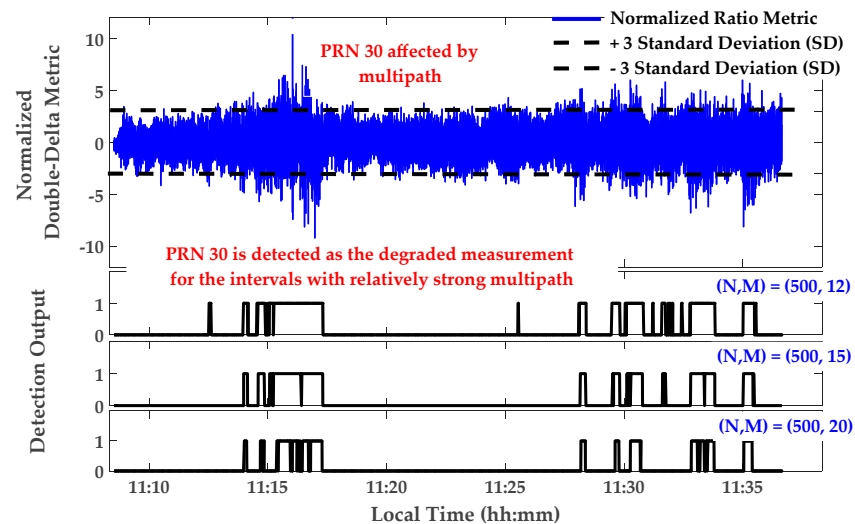 Normalized Ratio Metric
+ 3 Standard Deviation (SD)
- 3 Standard Deviation (SD)
PRN 30 affected by
multipath
Normalized
Double-Delta Metric
10
5
0
-5
-10
PRN 30 is detected as the degraded measurement
for the intervals with relatively strong multipath
Detection Output
(N,M) = (500, 12)
1
0
(N,M) = (500, 15)
1
0
(N,M) = (500, 20)
1
0
11:10 11:15 11:20 11:25 11:30 11:35
Local Time (hh:mm)